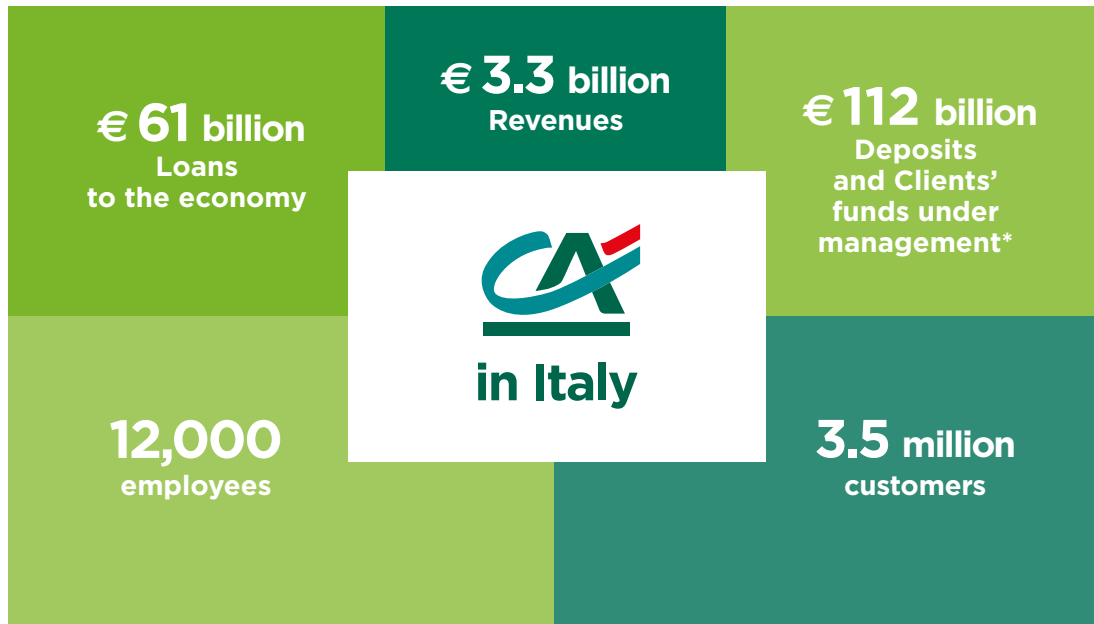 € 61 billion
Loans
to the economy
€ 3.3 billion
Revenues
€ 112 billion
Deposits
and Clients’
funds under
management*
CA
in Italy
12,000
employees
3.5 million
customers